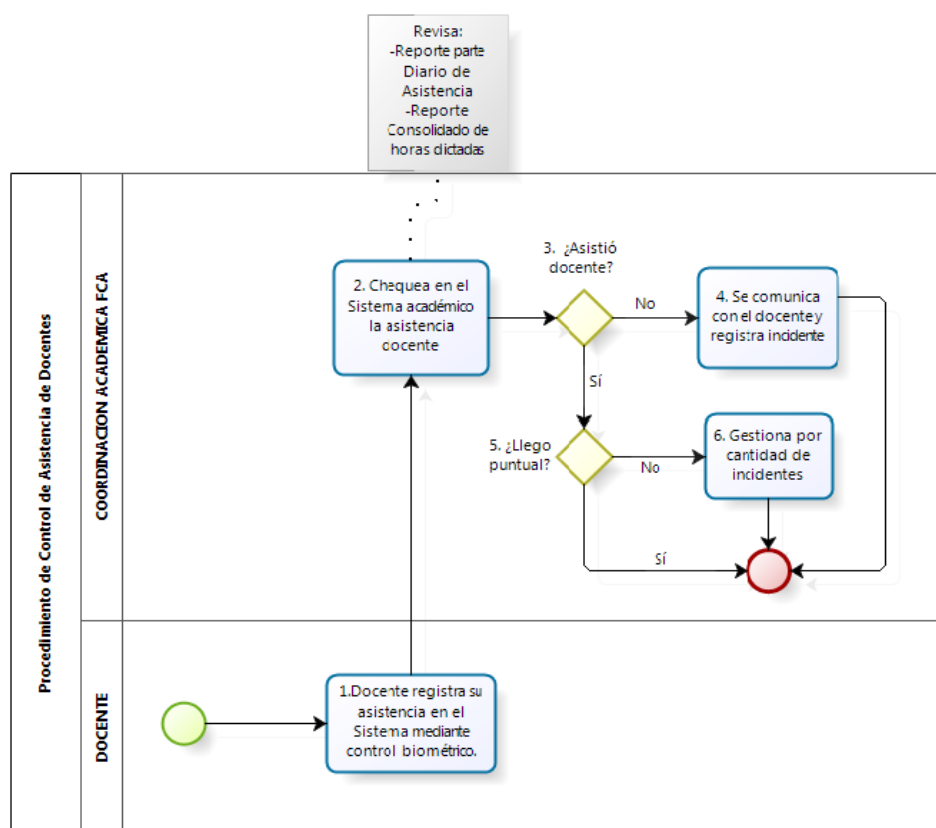 Revisa:
-Reporte parte
Diario de
Asistencia
-Reporte
Consolidado de
horas dictadas
Procedimiento de Control de Asistencia de Docentes
COORDINACION ACADEMICA FCA
2. Chequea en el
Sistema académico
la asistencia
docente
3. ¿Asistió
docente?
No
4. Se comunica
con el docente y
registra incidente
Sí
5. ¿Llego
puntual?
No
6. Gestiona por
cantidad de
incidentes
Sí
DOCENTE
1.Docente registra su
asistencia en el
Sistema mediante
control biométrico.